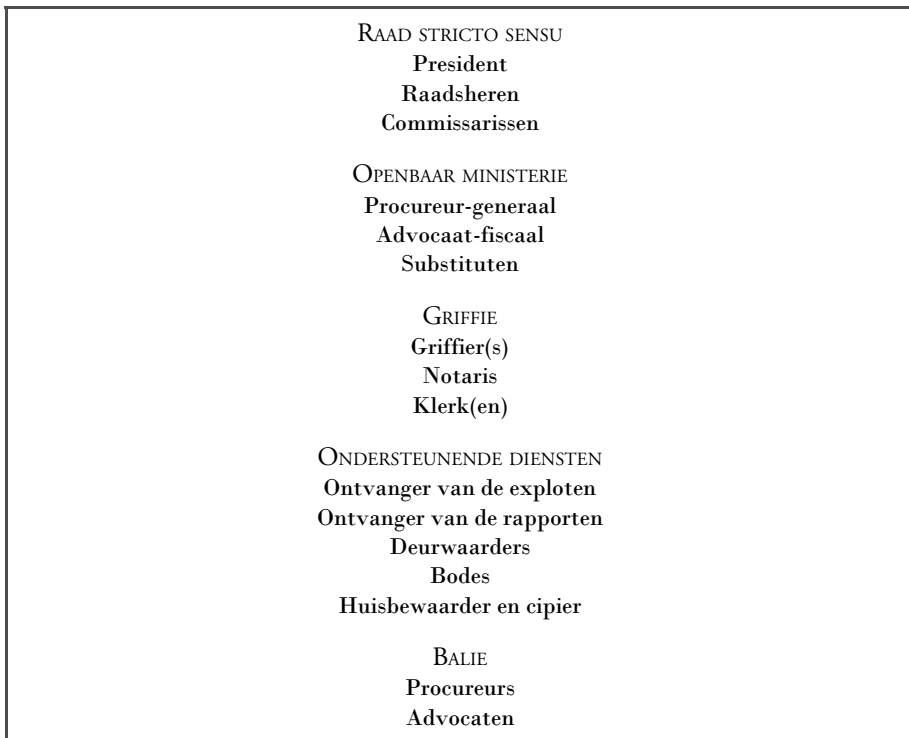 Raad stricto sensu
President
Raadsheren
Commissarissen
Openbaar ministerie
Procureur-generaal
Advocaat-fiscaal
Substituten
Griffie
Griffier(s)
Notaris
Klerk(en)
Ondersteunende diensten
Ontvanger van de exploten
Ontvanger van de rapporten
Deurwaarders
Bodes
Huisbewaarder en cipier
Balie
Procureurs
Advocaten